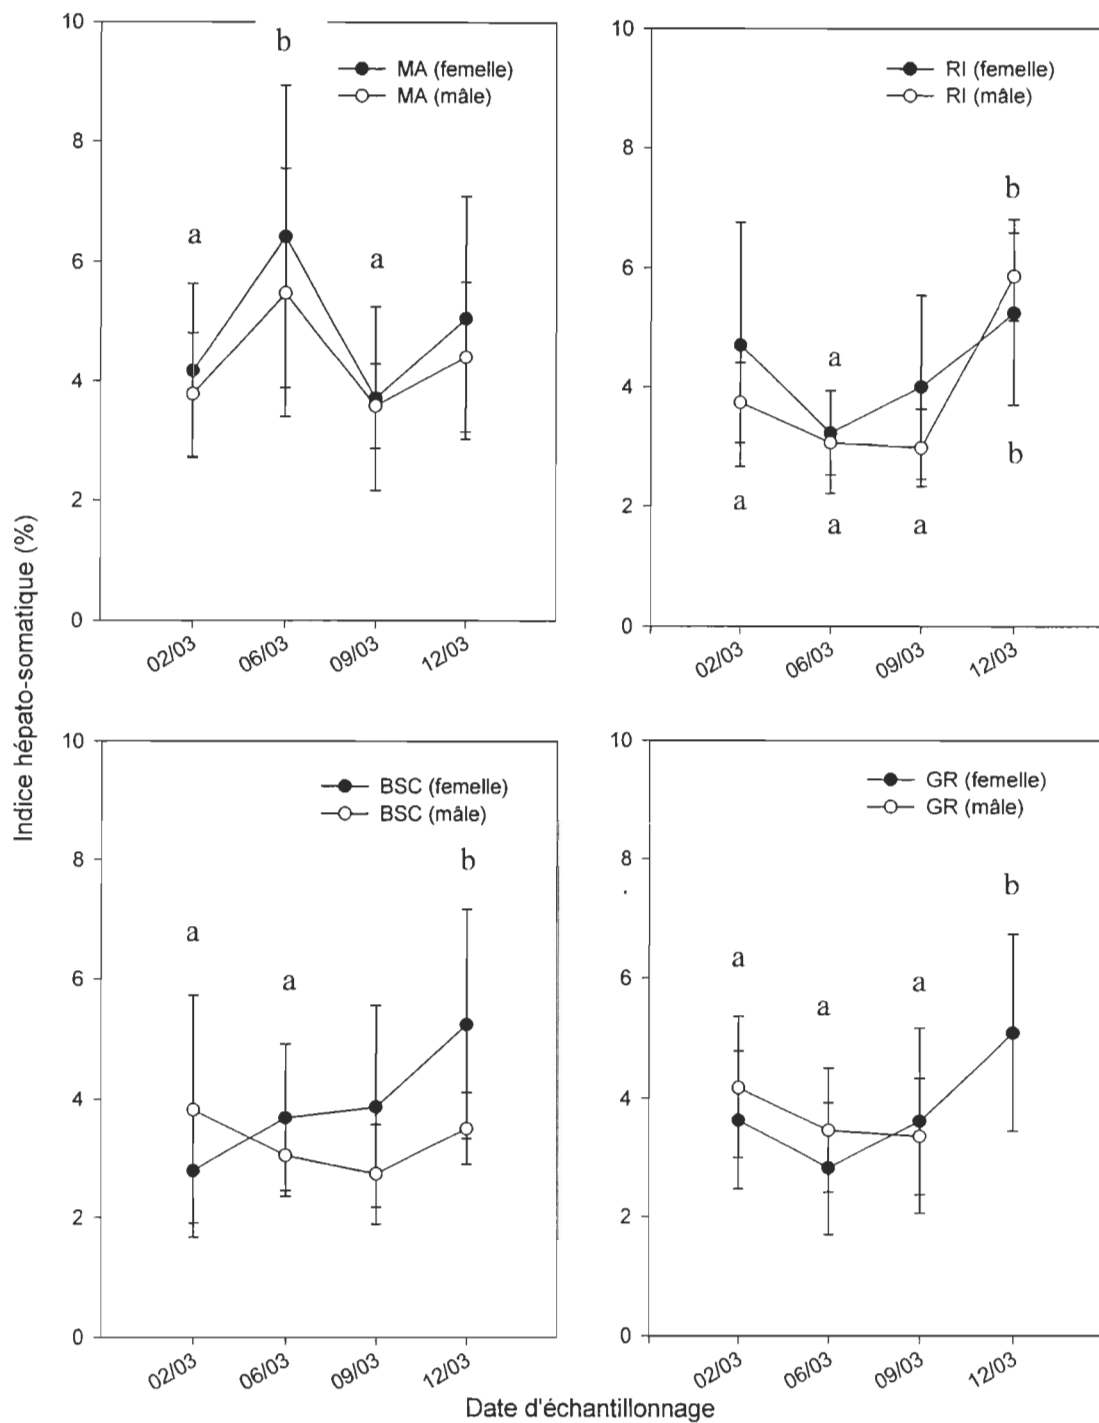 Indice hépato-somatique (%)
10
8
6
4
2
0
b
a
a
MA (femelle)
MA (mâle)
02/03
06/03
09/03
12/03
10
8
6
4
2
0
RI (femelle)
RI (mâle)
b
a
b
a
a
a
02/03
06/03
09/03
12/03
10
8
6
4
2
0
BSC (femelle)
BSC (mâle)
b
a
a
02/03
06/03
09/03
12/03
10
8
6
4
2
0
GR (femelle)
GR (mâle)
b
a
a
a
02/03
06/03
09/03
12/03
Date d'échantillonnage